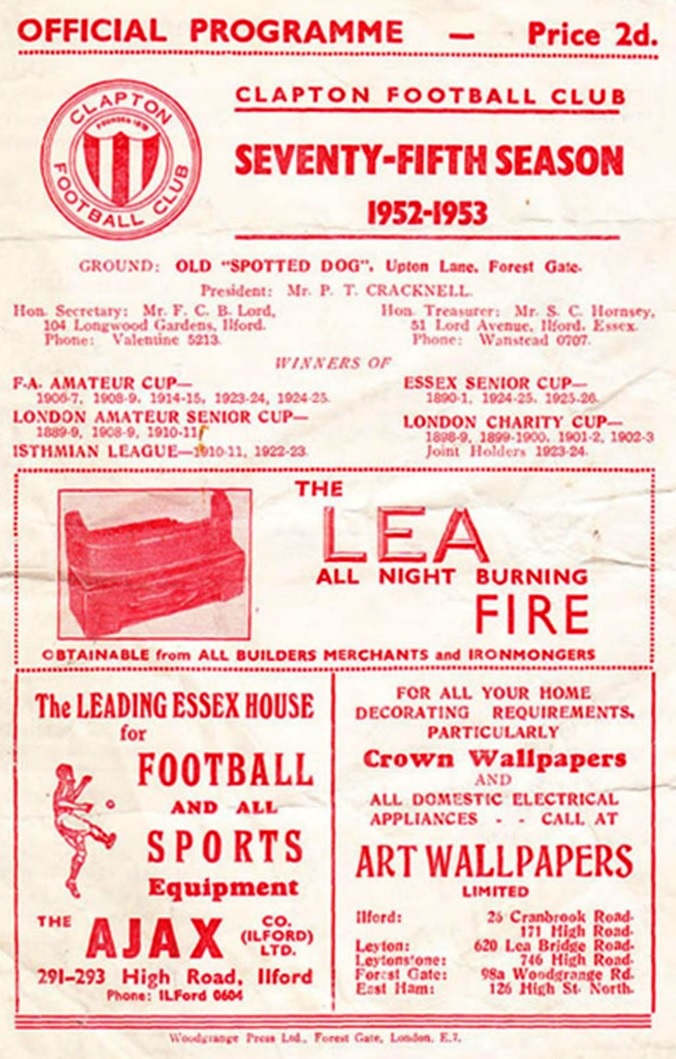 OFFICIAL PROGRAMME — Price 2d.
CLAPTON
FOUNDED 1878
FOOTBALL CLUB
CLAPTON FOOTBALL CLUB
SEVENTY-FIFTH SEASON
1952-1953
GROUND: OLD "SPOTTED DOG", Upton Lane, Forest Gate.
President: Mr. P. T. CRACKNELL.
Hon. Secretary: Mr. F. C. B. Lord,
104 Longwood Gardens, Ilford.
Phone: Valentine 5213.
Hon. Treasurer: Mr. S. C. Hornsey,
51 Lord Avenue, Ilford, Essex.
Phone: Wanstead 0707.
WINNERS OF
F.A. AMATEUR CUP—
1906-7, 1908-9, 1914-15, 1923-24, 1924-25.
LONDON AMATEUR SENIOR CUP—
1889-9, 1908-9, 1910-11
ISTHMIAN LEAGUE—1910-11, 1922-23.
ESSEX SENIOR CUP—
1890-1, 1924-25, 1925-26.
LONDON CHARITY CUP—
1898-9, 1899-1900, 1901-2, 1902-3
Joint Holders 1923-24.
THE
LEA
ALL NIGHT BURNING
FIRE
OBTAINABLE from ALL BUILDERS MERCHANTS and IRONMONGERS
The LEADING ESSEX HOUSE
for
FOOTBALL
AND ALL
SPORTS
Equipment
THE AJAX CO. (ILFORD) LTD.
291-293 High Road, Ilford
Phone: ILFord 0604
FOR ALL YOUR HOME
DECORATING REQUIREMENTS,
PARTICULARLY
Crown Wallpapers
AND
ALL DOMESTIC ELECTRICAL
APPLIANCES - - CALL AT
ART WALLPAPERS
LIMITED
Ilford: 26 Cranbrook Road.
171 High Road.
Leyton: 620 Lea Bridge Road.
Leytonstone: 746 High Road.
Forest Gate: 98a Woodgrange Rd.
East Ham: 126 High St. North.
Woodgrange Press Ltd., Forest Gate, London, E.7.